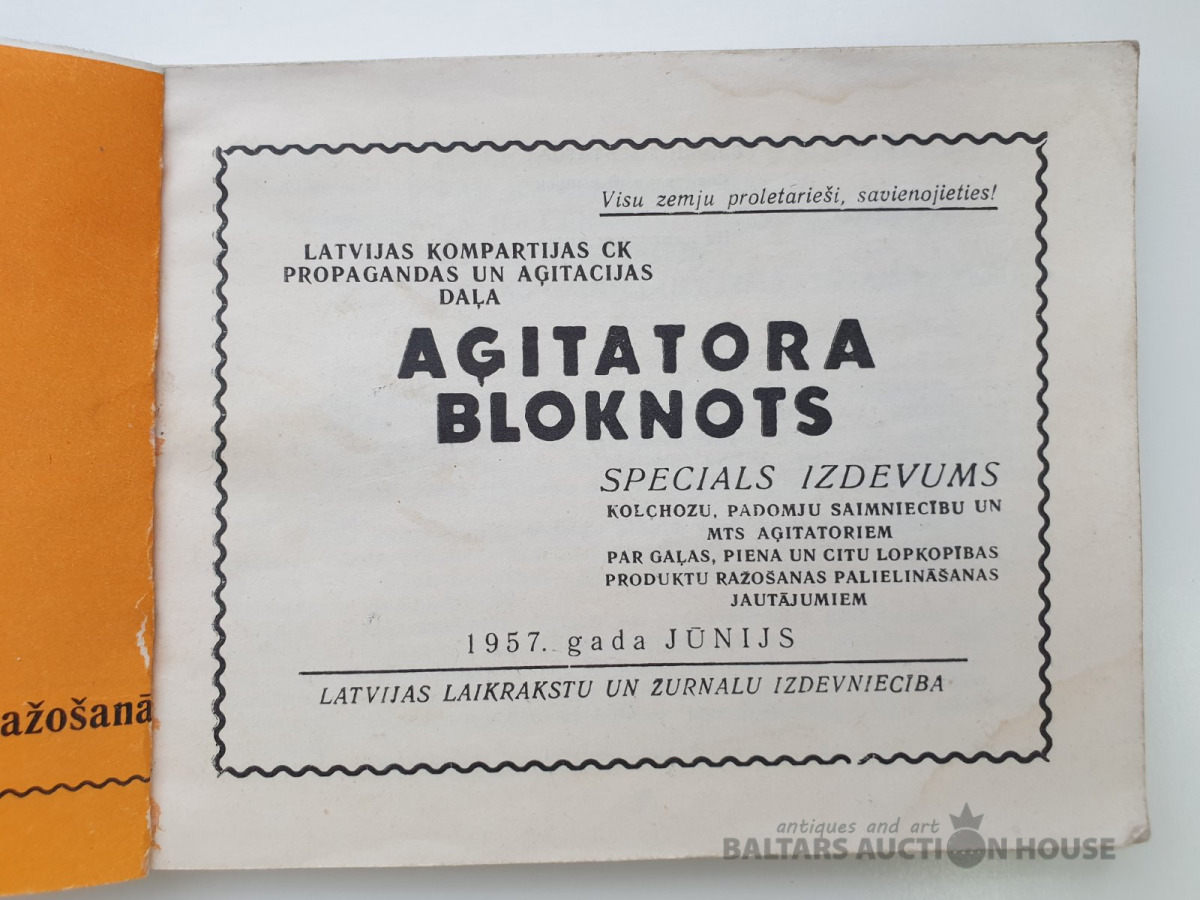 Visu zemju proletārieši, savienojieties!
LATVIJAS KOMPARTIJAS CK
PROPAGANDAS UN AĢITACIJAS
DAĻA
AĢITATORA
BLOKNOTS
SPECIALS IZDEVUMS
KOLCHOZU, PADOMJU SAIMNIECĪBU UN
MTS AĢITATORIEM
PAR GAĻAS, PIENA UN CITU LOPKOPĪBAS
PRODUKTU RAŽOŠANAS PALIELINĀŠANAS
JAUTĀJUMIEM
1957. gada JŪNIJS
LATVIJAS LAIKRAKSTU UN ŽURNALU IZDEVNIECIBA
ažošanā
antiques and art
BALTARS AUCTION HOUSE